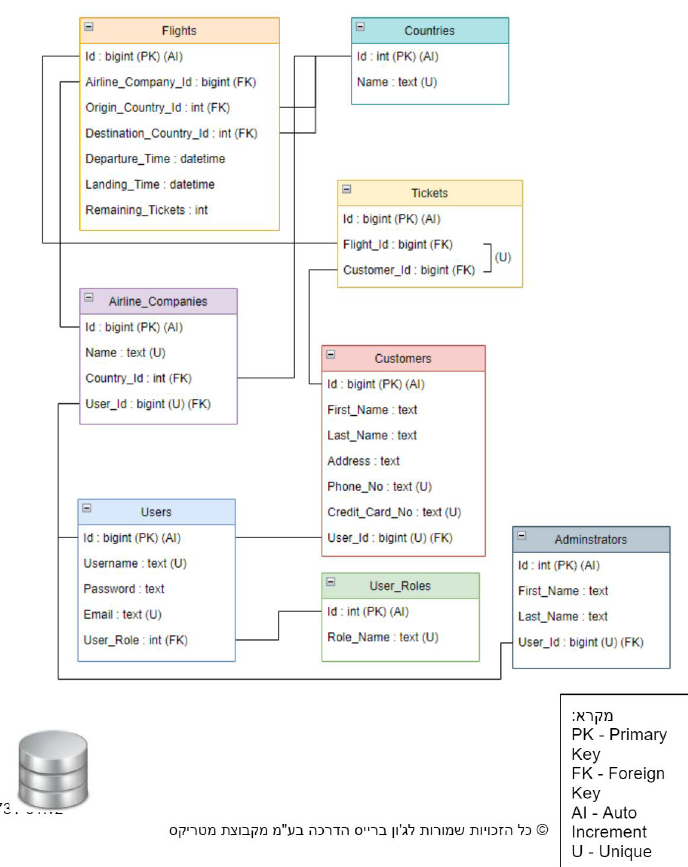 Flights
Id : bigint (PK) (AI)
Airline_Company_Id : bigint (FK)
Origin_Country_Id : int (FK)
Destination_Country_Id : int (FK)
Departure_Time : datetime
Landing_Time : datetime
Remaining_Tickets : int
Countries
Id : int (PK) (AI)
Name : text (U)
Tickets
Id : bigint (PK) (AI)
Flight_Id : bigint (FK)
Customer_Id : bigint (FK)
(U)
Airline_Companies
Id : bigint (PK) (AI)
Name : text (U)
Country_Id : int (FK)
User_Id : bigint (U) (FK)
Customers
Id : bigint (PK) (AI)
First_Name : text
Last_Name : text
Address : text
Phone_No : text (U)
Credit_Card_No : text (U)
User_Id : bigint (U) (FK)
Users
Id : bigint (PK) (AI)
Username : text (U)
Password : text
Email : text (U)
User_Role : int (FK)
User_Roles
Id : int (PK) (AI)
Role_Name : text (U)
Adminstrators
Id : int (PK) (AI)
First_Name : text
Last_Name : text
User_Id : bigint (U) (FK)
מקרא:
PK - Primary
Key
FK - Foreign
Key
AI - Auto
Increment
U - Unique
© כל הזכויות שמורות לג'ון ברייס הדרכה בע"מ מקבוצת מטריקס